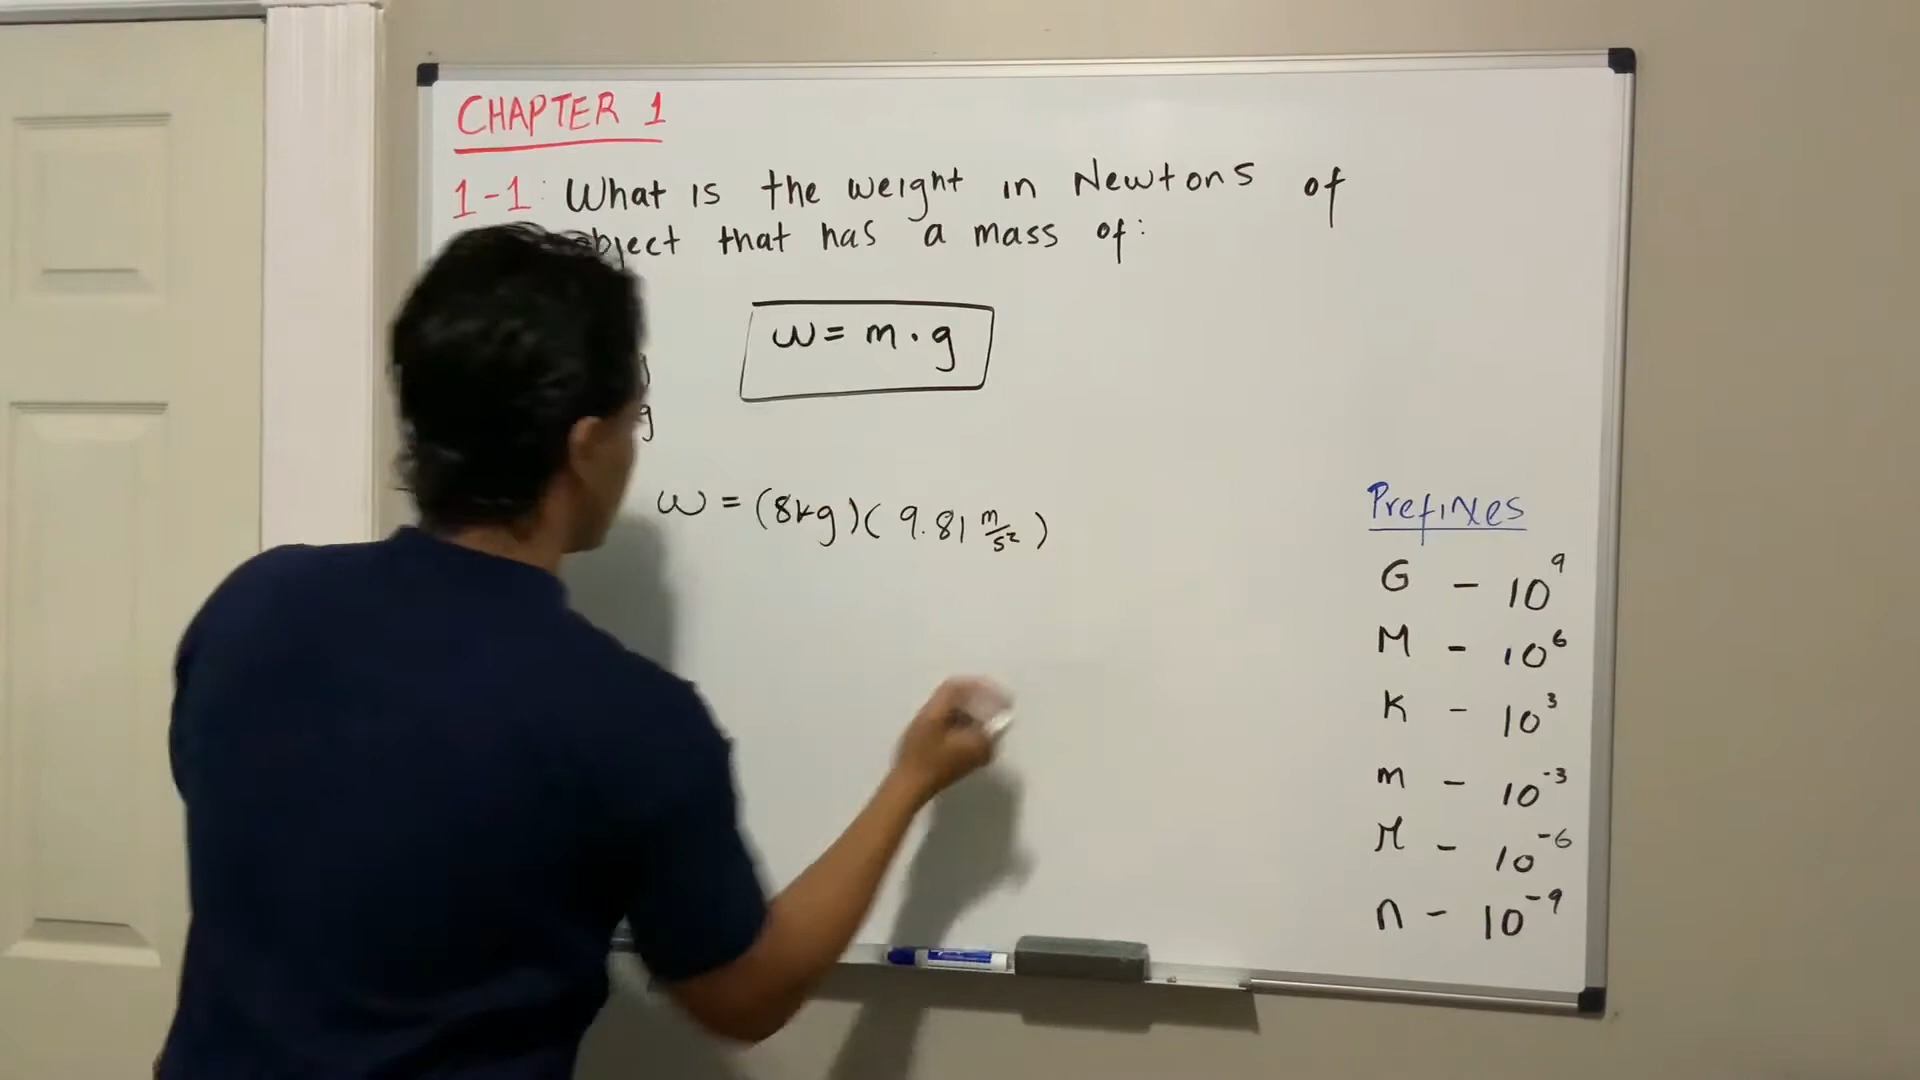 CHAPTER 1
1-1: What is the weight in Newtons of
object that has a mass of:
w = m · g
g
w = (8kg)(9.81 m/s²)
Prefixes
G - 10⁹
M - 10⁶
K - 10³
m - 10⁻³
μ - 10⁻⁶
n - 10⁻⁹